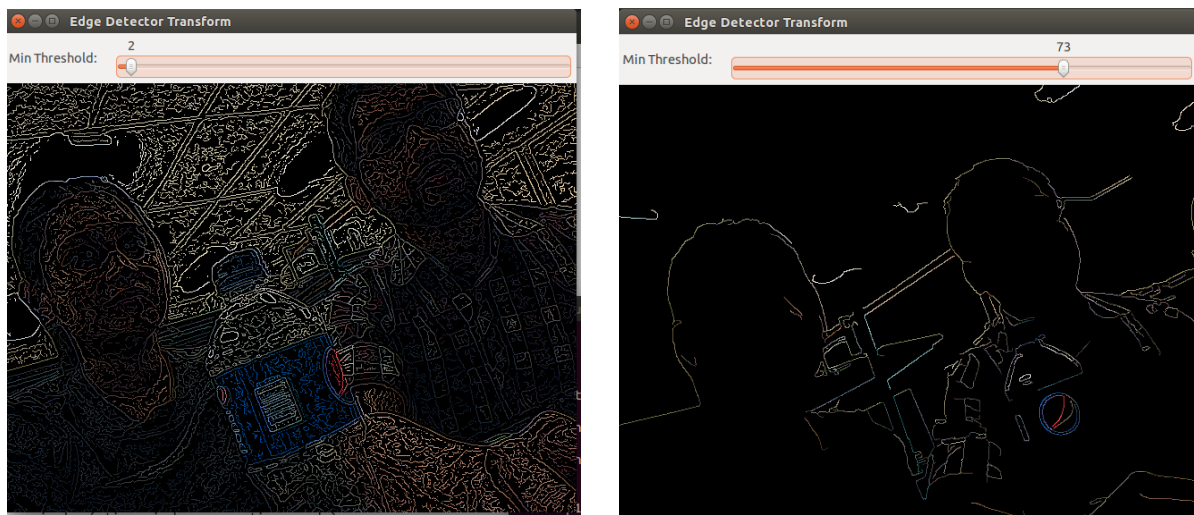 Edge Detector Transform
2
Min Threshold:
Edge Detector Transform
73
Min Threshold: